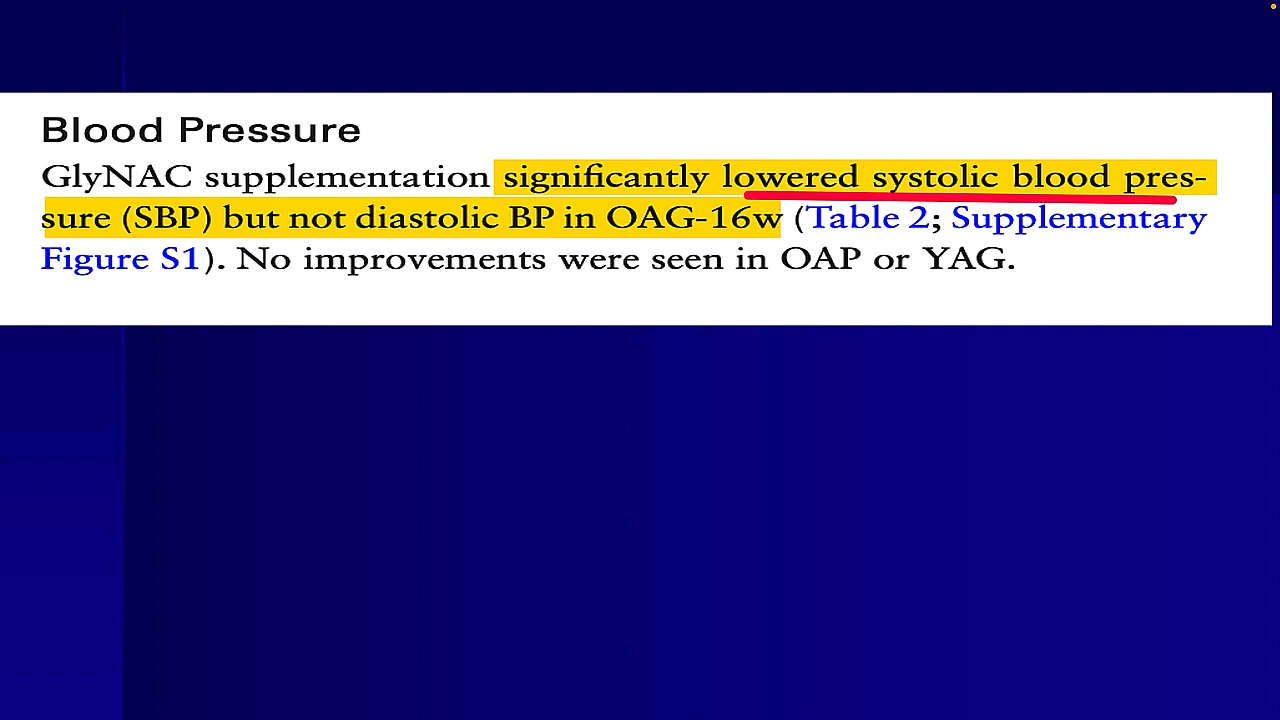 Blood Pressure
GlyNAC supplementation significantly lowered systolic blood pres-
sure (SBP) but not diastolic BP in OAG-16w (Table 2; Supplementary
Figure S1). No improvements were seen in OAP or YAG.